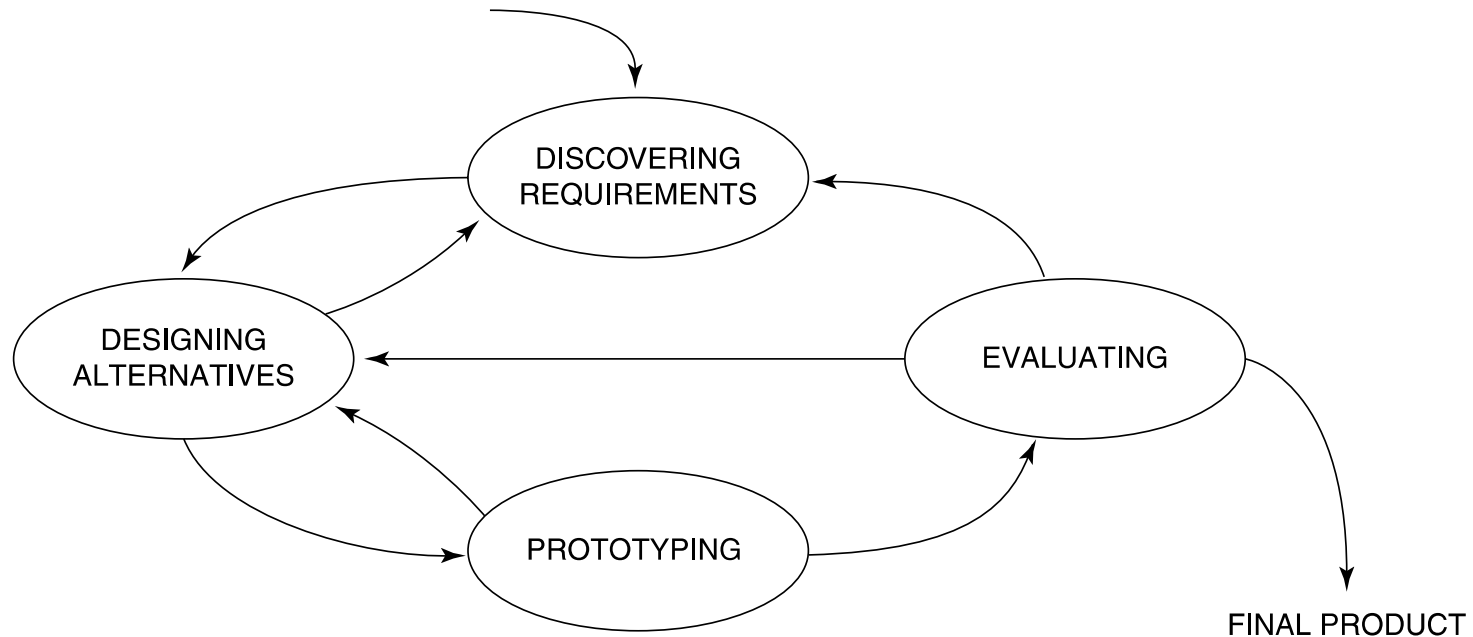 DISCOVERING
REQUIREMENTS
DESIGNING
ALTERNATIVES
EVALUATING
PROTOTYPING
FINAL PRODUCT